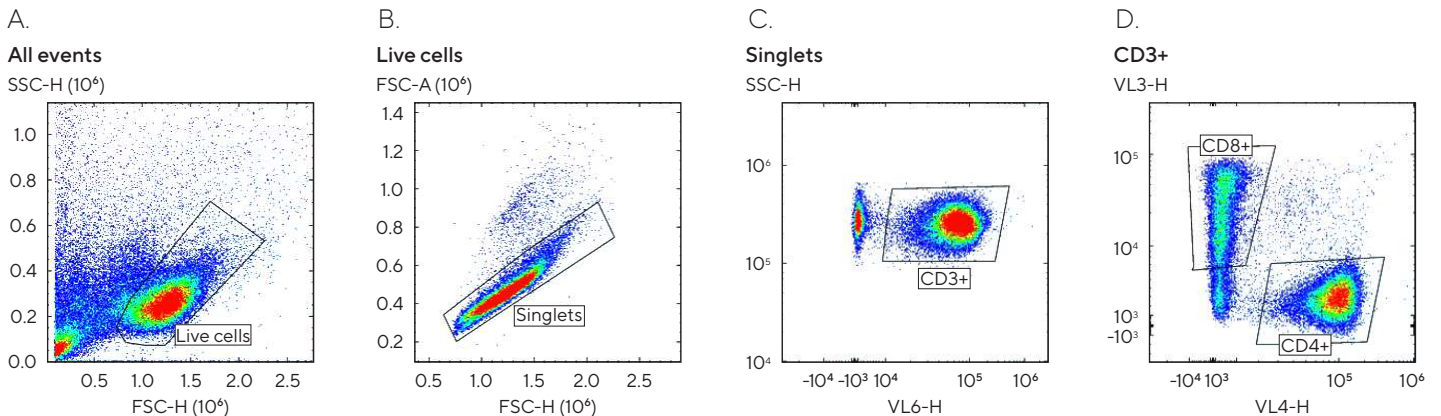 A.
All events
SSC-H (10⁶)
1.0
0.8
0.6
0.4
0.2
0.0
Live cells
0.5 1.0 1.5 2.0 2.5
FSC-H (10⁶)
B.
Live cells
FSC-A (10⁶)
1.4
1.2
1.0
0.8
0.6
0.4
0.2
Singlets
0.5 1.0 1.5 2.0 2.5
FSC-H (10⁶)
C.
Singlets
SSC-H
10⁶
10⁵
10⁴
CD3+
-10⁴ -10³ 10⁴ 10⁵ 10⁶
VL6-H
D.
CD3+
VL3-H
CD8+
10⁵
10⁴
10³
-10³
CD4+
-10⁴ 10³ 10⁵ 10⁶
VL4-H